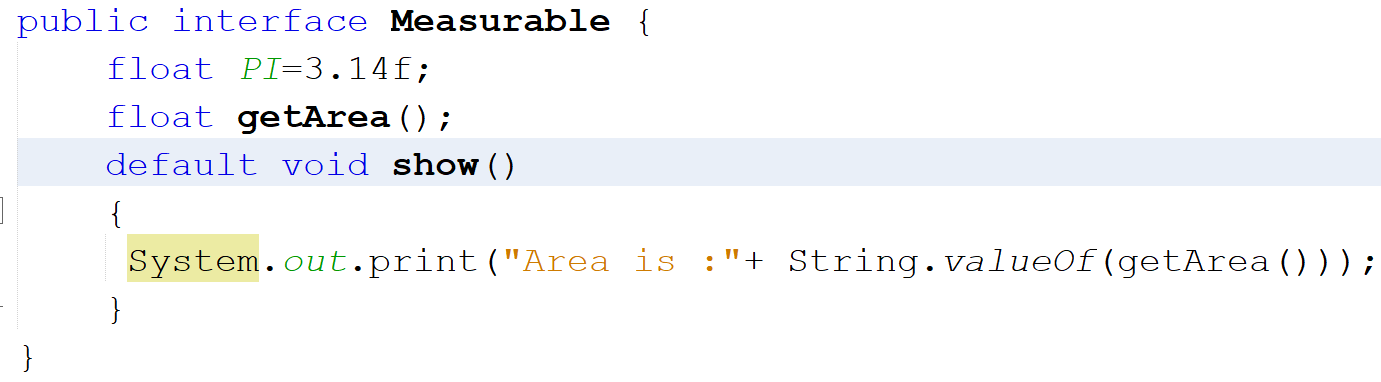 public interface Measurable {
float PI=3.14f;
float getArea();
default void show()
{
System.out.print("Area is :"+ String.valueOf(getArea()));
}
}